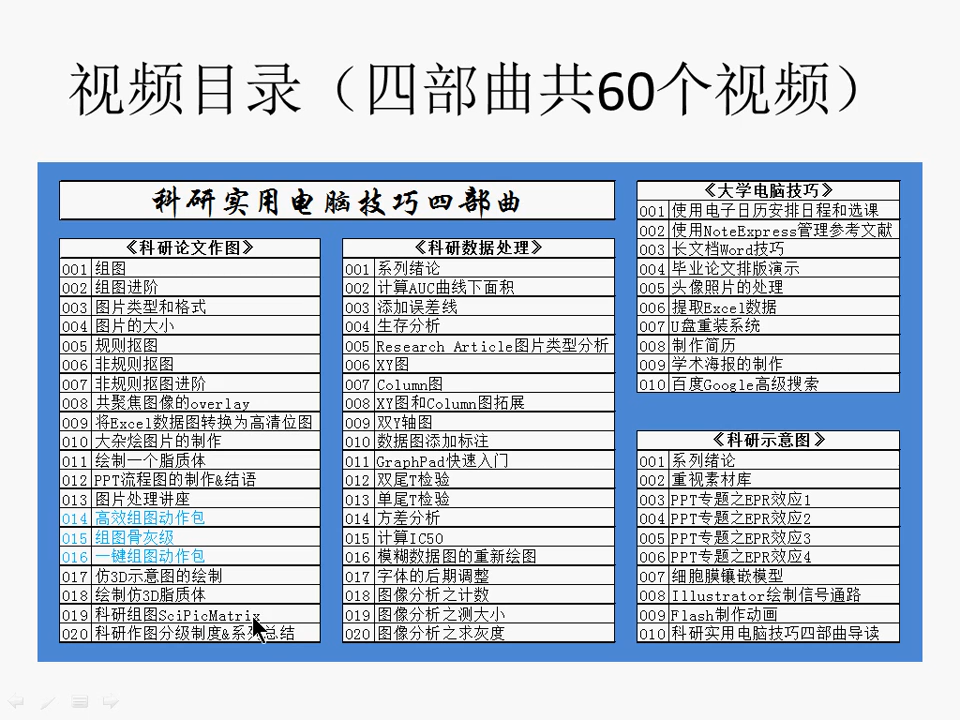 视频目录（四部曲共60个视频）
科研实用电脑技巧四部曲
《科研论文作图》
001 组图
002 组图进阶
003 图片类型和格式
004 图片的大小
005 规则抠图
006 非规则抠图
007 非规则抠图进阶
008 共聚焦图像的overlay
009 将Excel数据图转换为高清位图
010 大杂烩图片的制作
011 绘制一个脂质体
012 PPT流程图的制作&结语
013 图片处理讲座
014 高效组图动作包
015 组图骨灰级
016 一键组图动作包
017 仿3D示意图的绘制
018 绘制仿3D脂质体
019 科研组图SciPicMatrix
020 科研作图分级制度&系列总结
《科研数据处理》
001 系列绪论
002 计算AUC曲线下面积
003 添加误差线
004 生存分析
005 Research Article图片类型分析
006 XY图
007 Column图
008 XY图和Column图拓展
009 双Y轴图
010 数据图添加标注
011 GraphPad快速入门
012 双尾T检验
013 单尾T检验
014 方差分析
015 计算IC50
016 模糊数据图的重新绘图
017 字体的后期调整
018 图像分析之计数
019 图像分析之测大小
020 图像分析之求灰度
《大学电脑技巧》
001 使用电子日历安排日程和选课
002 使用NoteExpress管理参考文献
003 长文档Word技巧
004 毕业论文排版演示
005 头像照片的处理
006 提取Excel数据
007 U盘重装系统
008 制作简历
009 学术海报的制作
010 百度Google高级搜索
《科研示意图》
001 系列绪论
002 重视素材库
003 PPT专题之EPR效应1
004 PPT专题之EPR效应2
005 PPT专题之EPR效应3
006 PPT专题之EPR效应4
007 细胞膜镶嵌模型
008 Illustrator绘制信号通路
009 Flash制作动画
010 科研实用电脑技巧四部曲导读